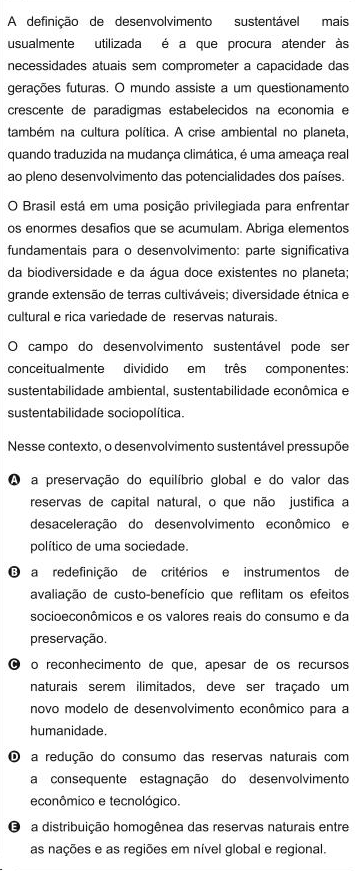 A definição de desenvolvimento sustentável mais
usualmente utilizada é a que procura atender às
necessidades atuais sem comprometer a capacidade das
gerações futuras. O mundo assiste a um questionamento
crescente de paradigmas estabelecidos na economia e
também na cultura política. A crise ambiental no planeta,
quando traduzida na mudança climática, é uma ameaça real
ao pleno desenvolvimento das potencialidades dos países.
O Brasil está em uma posição privilegiada para enfrentar
os enormes desafios que se acumulam. Abriga elementos
fundamentais para o desenvolvimento: parte significativa
da biodiversidade e da água doce existentes no planeta;
grande extensão de terras cultiváveis; diversidade étnica e
cultural e rica variedade de reservas naturais.
O campo do desenvolvimento sustentável pode ser
conceitualmente dividido em três componentes:
sustentabilidade ambiental, sustentabilidade econômica e
sustentabilidade sociopolítica.
Nesse contexto, o desenvolvimento sustentável pressupõe
A a preservação do equilíbrio global e do valor das
reservas de capital natural, o que não justifica a
desaceleração do desenvolvimento econômico e
político de uma sociedade.
B a redefinição de critérios e instrumentos de
avaliação de custo-benefício que reflitam os efeitos
socioeconômicos e os valores reais do consumo e da
preservação.
C o reconhecimento de que, apesar de os recursos
naturais serem ilimitados, deve ser traçado um
novo modelo de desenvolvimento econômico para a
humanidade.
D a redução do consumo das reservas naturais com
a consequente estagnação do desenvolvimento
econômico e tecnológico.
E a distribuição homogênea das reservas naturais entre
as nações e as regiões em nível global e regional.